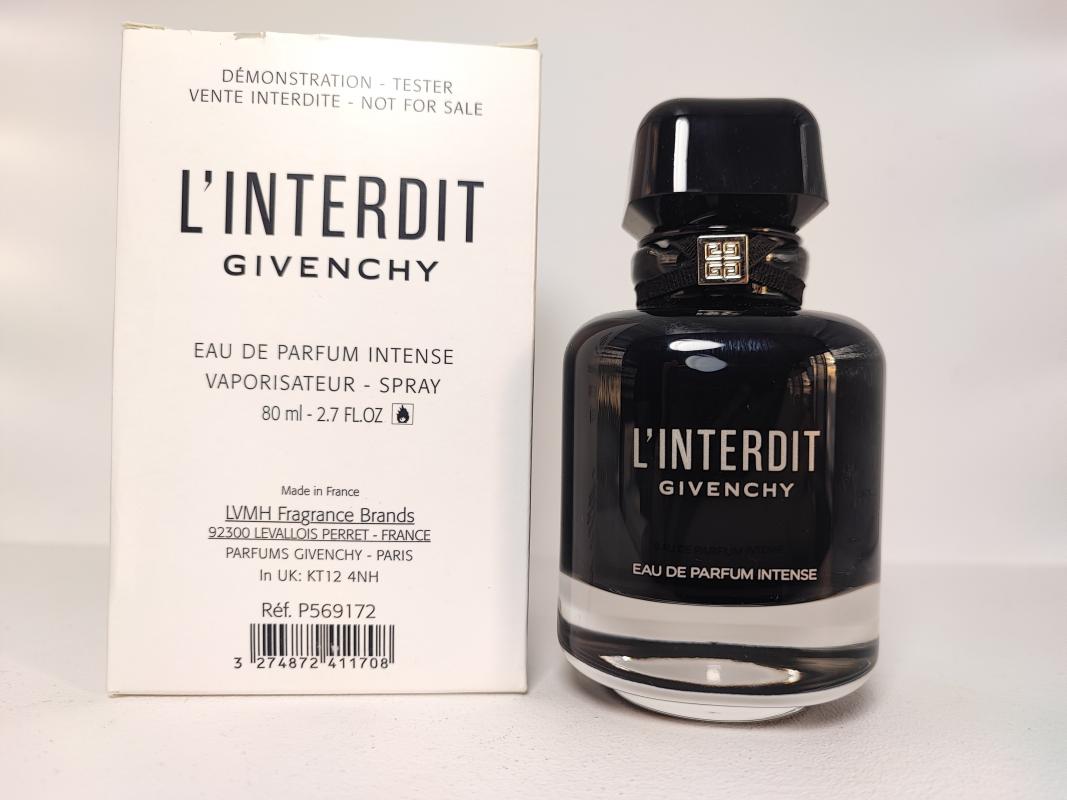 DÉMONSTRATION - TESTER
VENTE INTERDITE - NOT FOR SALE
L'INTERDIT
GIVENCHY
EAU DE PARFUM INTENSE
VAPORISATEUR - SPRAY
80 ml - 2.7 FL.OZ
Made in France
LVMH Fragrance Brands
92300 LEVALLOIS PERRET - FRANCE
PARFUMS GIVENCHY - PARIS
In UK: KT12 4NH
Réf. P569172
3 274872 411708
L'INTERDIT
GIVENCHY
EAU DE PARFUM INTENSE